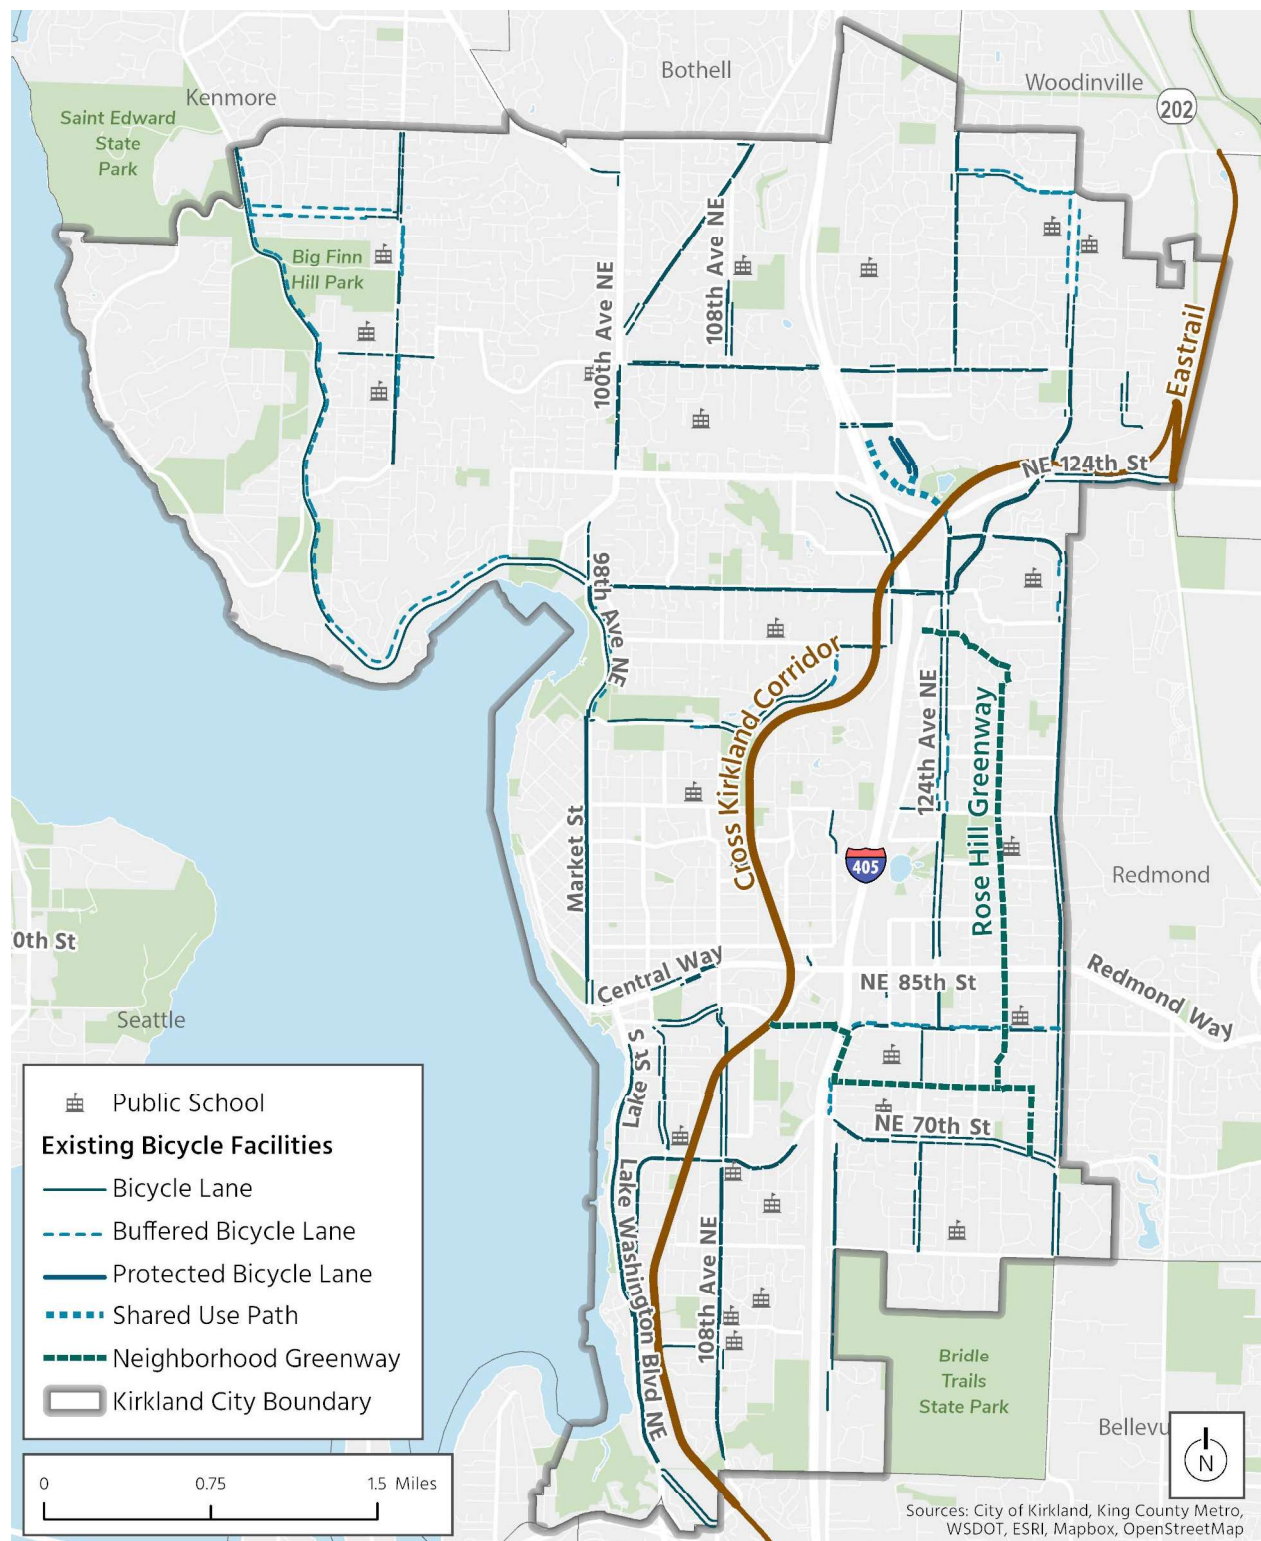 Bothell
Woodinville
Kenmore
202
Saint Edward
State
Park
Big Finn
Hill Park
108th Ave NE
100th Ave NE
Eastrail
NE 124th St
98th Ave NE
Cross Kirkland Corridor
124th Ave NE
Rose Hill Greenway
Market St
405
Redmond
0th St
Central Way
NE 85th St
Redmond Way
Seattle
Lake St S
NE 70th St
Lake Washington Blvd NE
108th Ave NE
Bridle
Trails
State Park
Bellevu
Public School
Existing Bicycle Facilities
Bicycle Lane
Buffered Bicycle Lane
Protected Bicycle Lane
Shared Use Path
Neighborhood Greenway
Kirkland City Boundary
0 0.75 1.5 Miles
N
Sources: City of Kirkland, King County Metro,
WSDOT, ESRI, Mapbox, OpenStreetMap